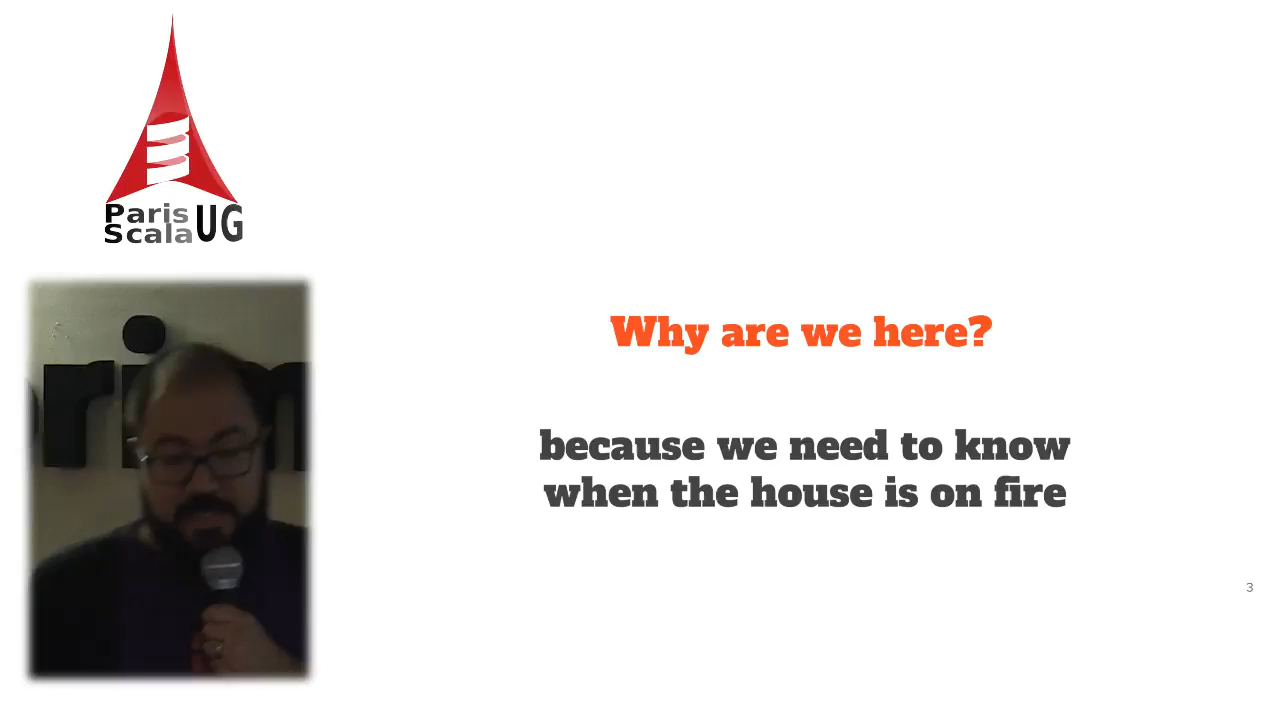 Paris
Scala UG
Why are we here?
because we need to know
when the house is on fire
3